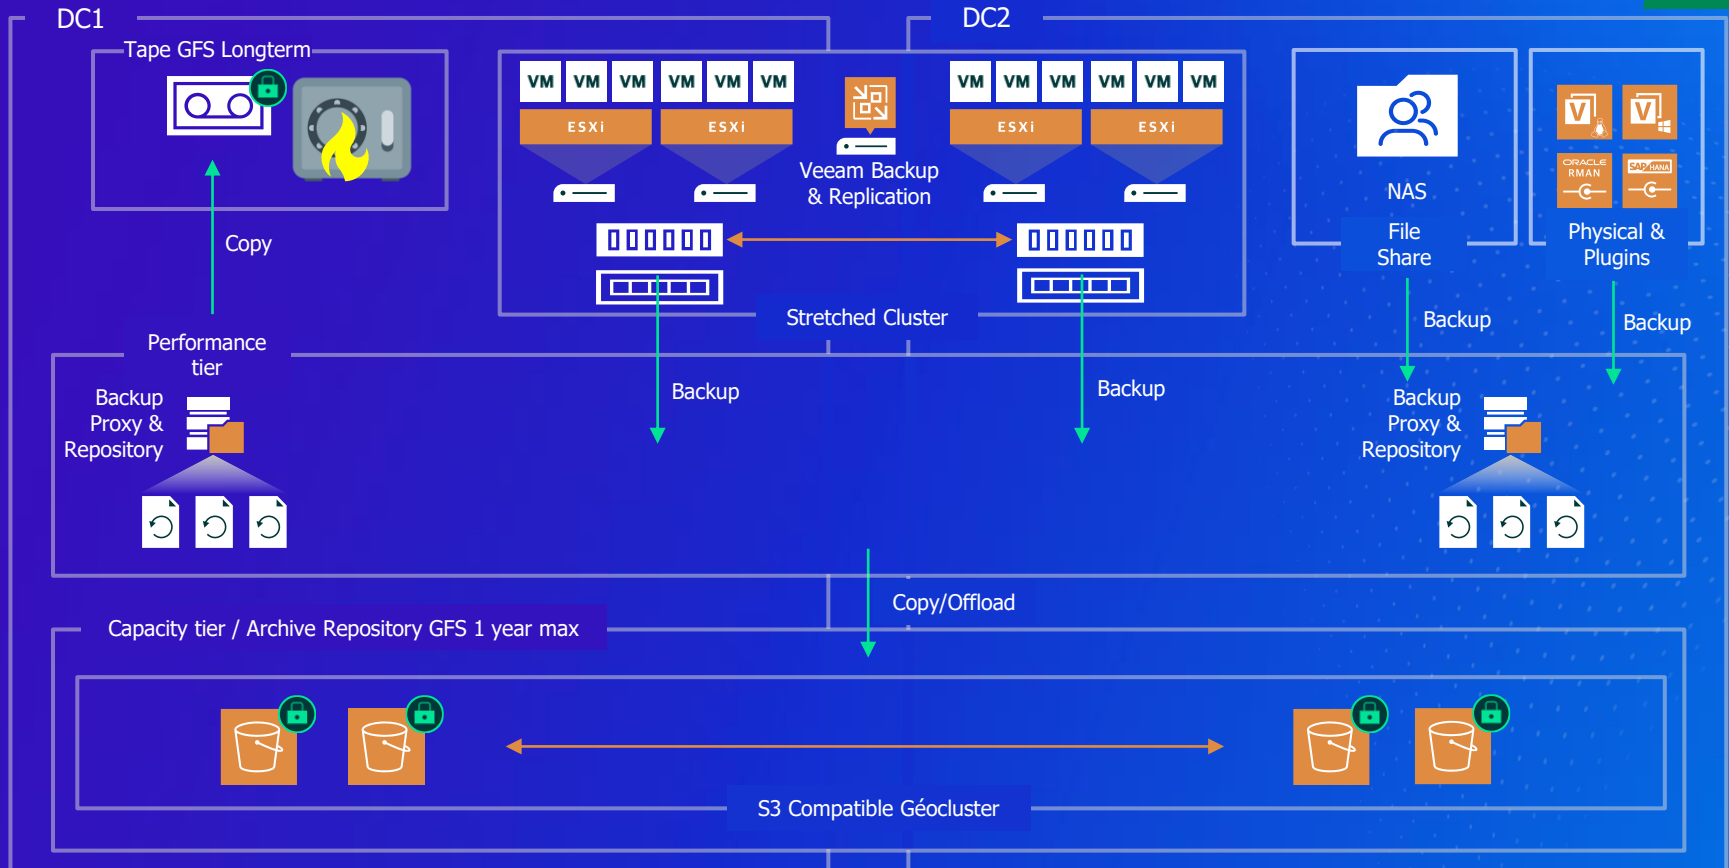 DC1
DC2
Tape GFS Longterm
VM VM VM VM VM VM
VM VM VM VM VM VM
ESXi ESXi
ESXi ESXi
Veeam Backup
& Replication
V
V
ORACLE
RMAN
SAP HANA
NAS
File
Share
Physical &
Plugins
Copy
Stretched Cluster
Backup
Backup
Performance
tier
Backup
Backup
Backup
Proxy &
Repository
Backup
Proxy &
Repository
Copy/Offload
Capacity tier / Archive Repository GFS 1 year max
S3 Compatible Géocluster